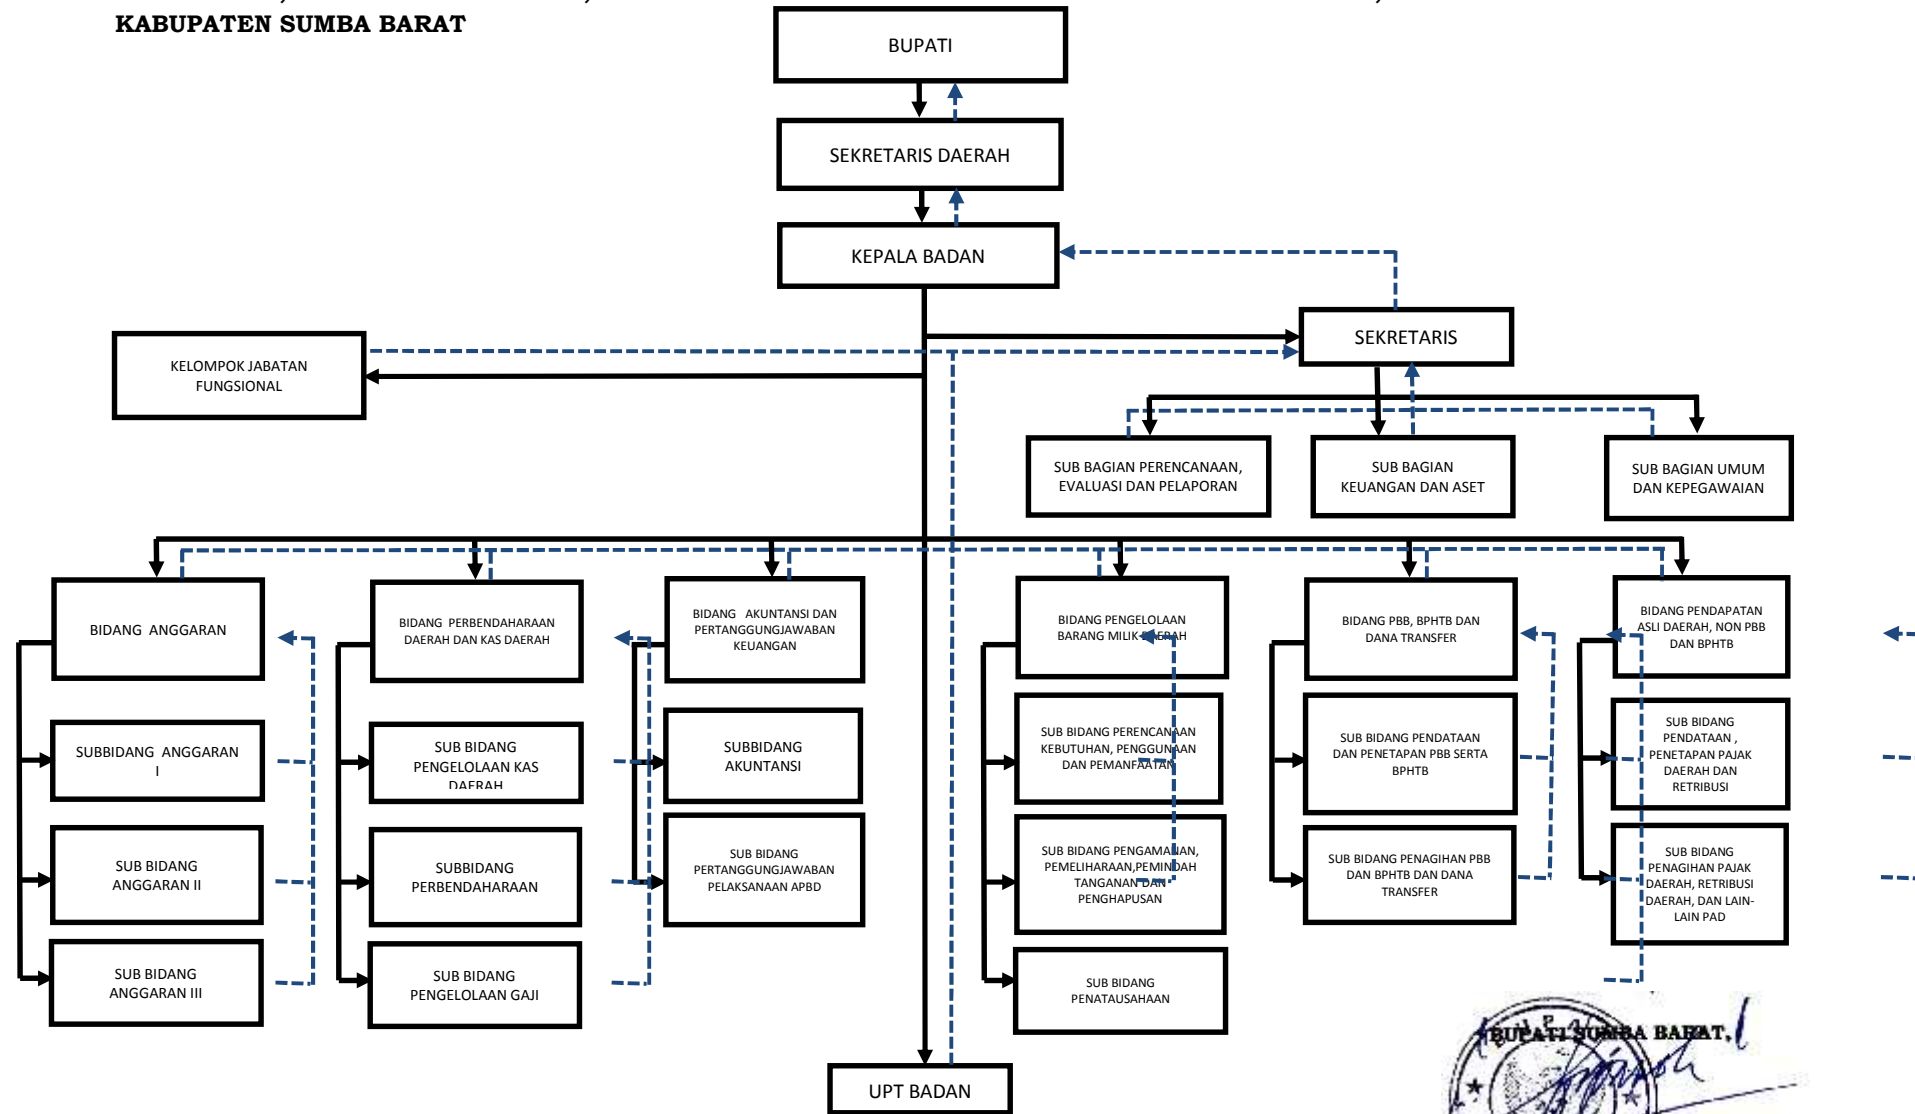 KABUPATEN SUMBA BARAT
BUPATI
SEKRETARIS DAERAH
KEPALA BADAN
SEKRETARIS
KELOMPOK JABATAN
FUNGSIONAL
SUB BAGIAN PERENCANAAN,
EVALUASI DAN PELAPORAN
SUB BAGIAN
KEUANGAN DAN ASET
SUB BAGIAN UMUM
DAN KEPEGAWAIAN
BIDANG ANGGARAN
BIDANG PERBENDAHARAAN
DAERAH DAN KAS DAERAH
BIDANG AKUNTANSI DAN
PERTANGGUNGJAWABAN
KEUANGAN
BIDANG PENGELOLAAN
BARANG MILIK DAERAH
BIDANG PBB, BPHTB DAN
DANA TRANSFER
BIDANG PENDAPATAN
ASLI DAERAH, NON PBB
DAN BPHTB
SUBBIDANG ANGGARAN
I
SUB BIDANG
PENGELOLAAN KAS
DAERAH
SUBBIDANG
AKUNTANSI
SUB BIDANG PERENCANAAN
KEBUTUHAN, PENGGUNAAN
DAN PEMANFAATAN
SUB BIDANG PENDATAAN
DAN PENETAPAN PBB SERTA
BPHTB
SUB BIDANG
PENDATAAN ,
PENETAPAN PAJAK
DAERAH DAN
RETRIBUSI
SUB BIDANG
ANGGARAN II
SUBBIDANG
PERBENDAHARAAN
SUB BIDANG
PERTANGGUNGJAWABAN
PELAKSANAAN APBD
SUB BIDANG PENGAMANAN,
PEMELIHARAAN,PEMINDAH
TANGANAN DAN
PENGHAPUSAN
SUB BIDANG PENAGIHAN PBB
DAN BPHTB DAN DANA
TRANSFER
SUB BIDANG
PENAGIHAN PAJAK
DAERAH, RETRIBUSI
DAERAH, DAN LAIN-
LAIN PAD
SUB BIDANG
ANGGARAN III
SUB BIDANG
PENGELOLAAN GAJI
SUB BIDANG
PENATAUSAHAAN
UPT BADAN
BUPATI SUMBA BARAT,